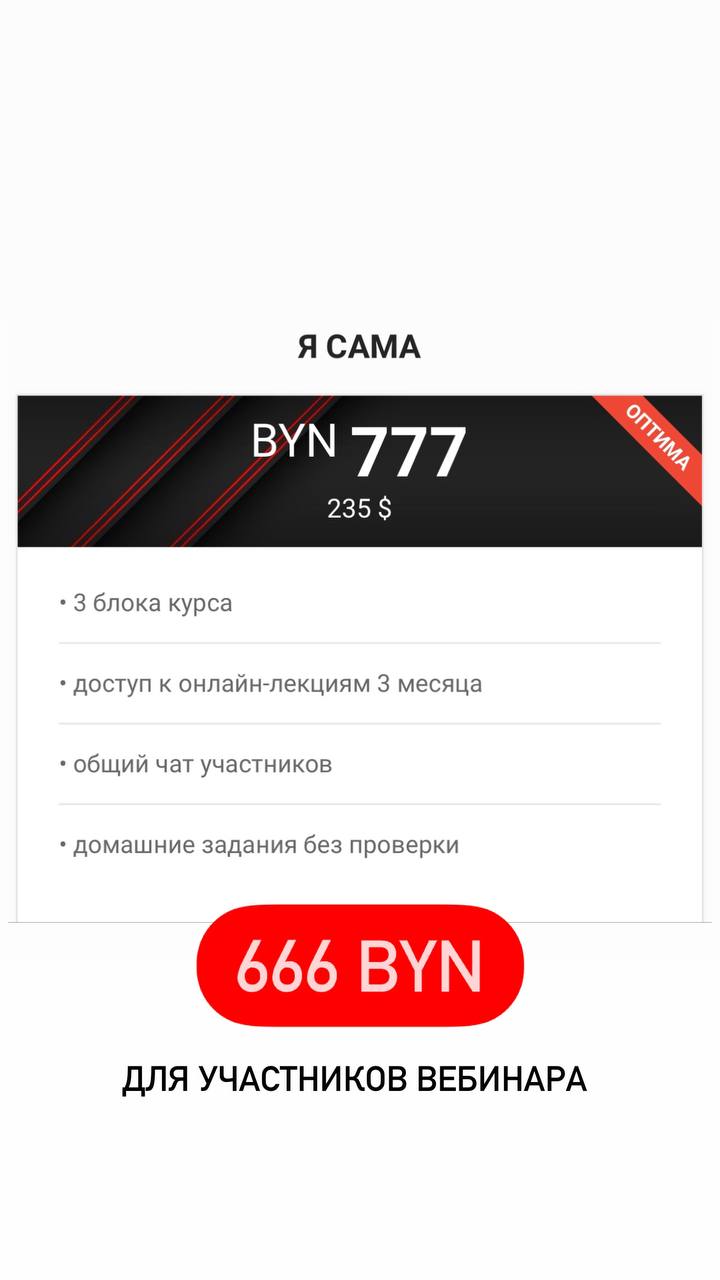 Я САМА
BYN 777
ОПТИМА
235 $
• 3 блока курса
• доступ к онлайн-лекциям 3 месяца
• общий чат участников
• домашние задания без проверки
666 BYN
ДЛЯ УЧАСТНИКОВ ВЕБИНАРА